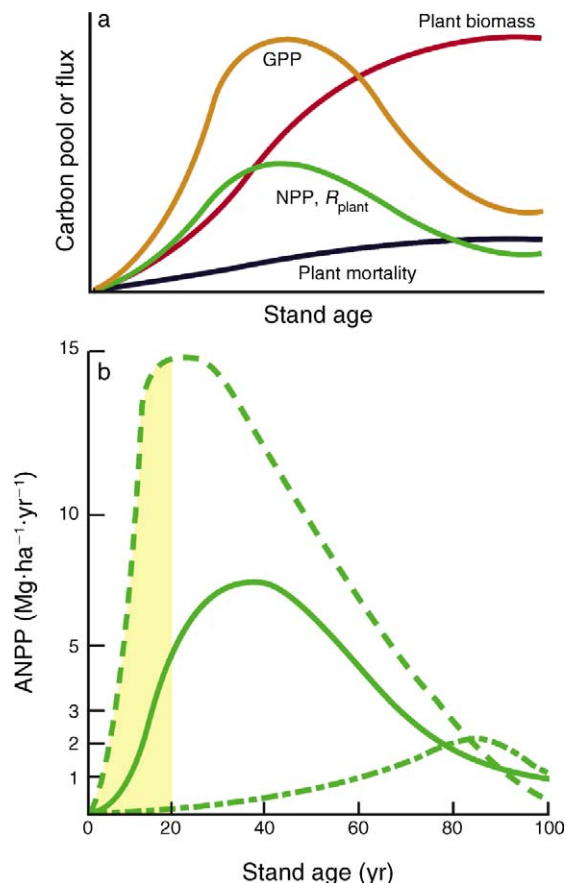 a
Plant biomass
GPP
NPP, Rplant
Plant mortality
Carbon pool or flux
Stand age
b
15
10
5
3
2
1
0
20
40
60
80
100
ANPP (Mg·ha⁻¹·yr⁻¹)
Stand age (yr)